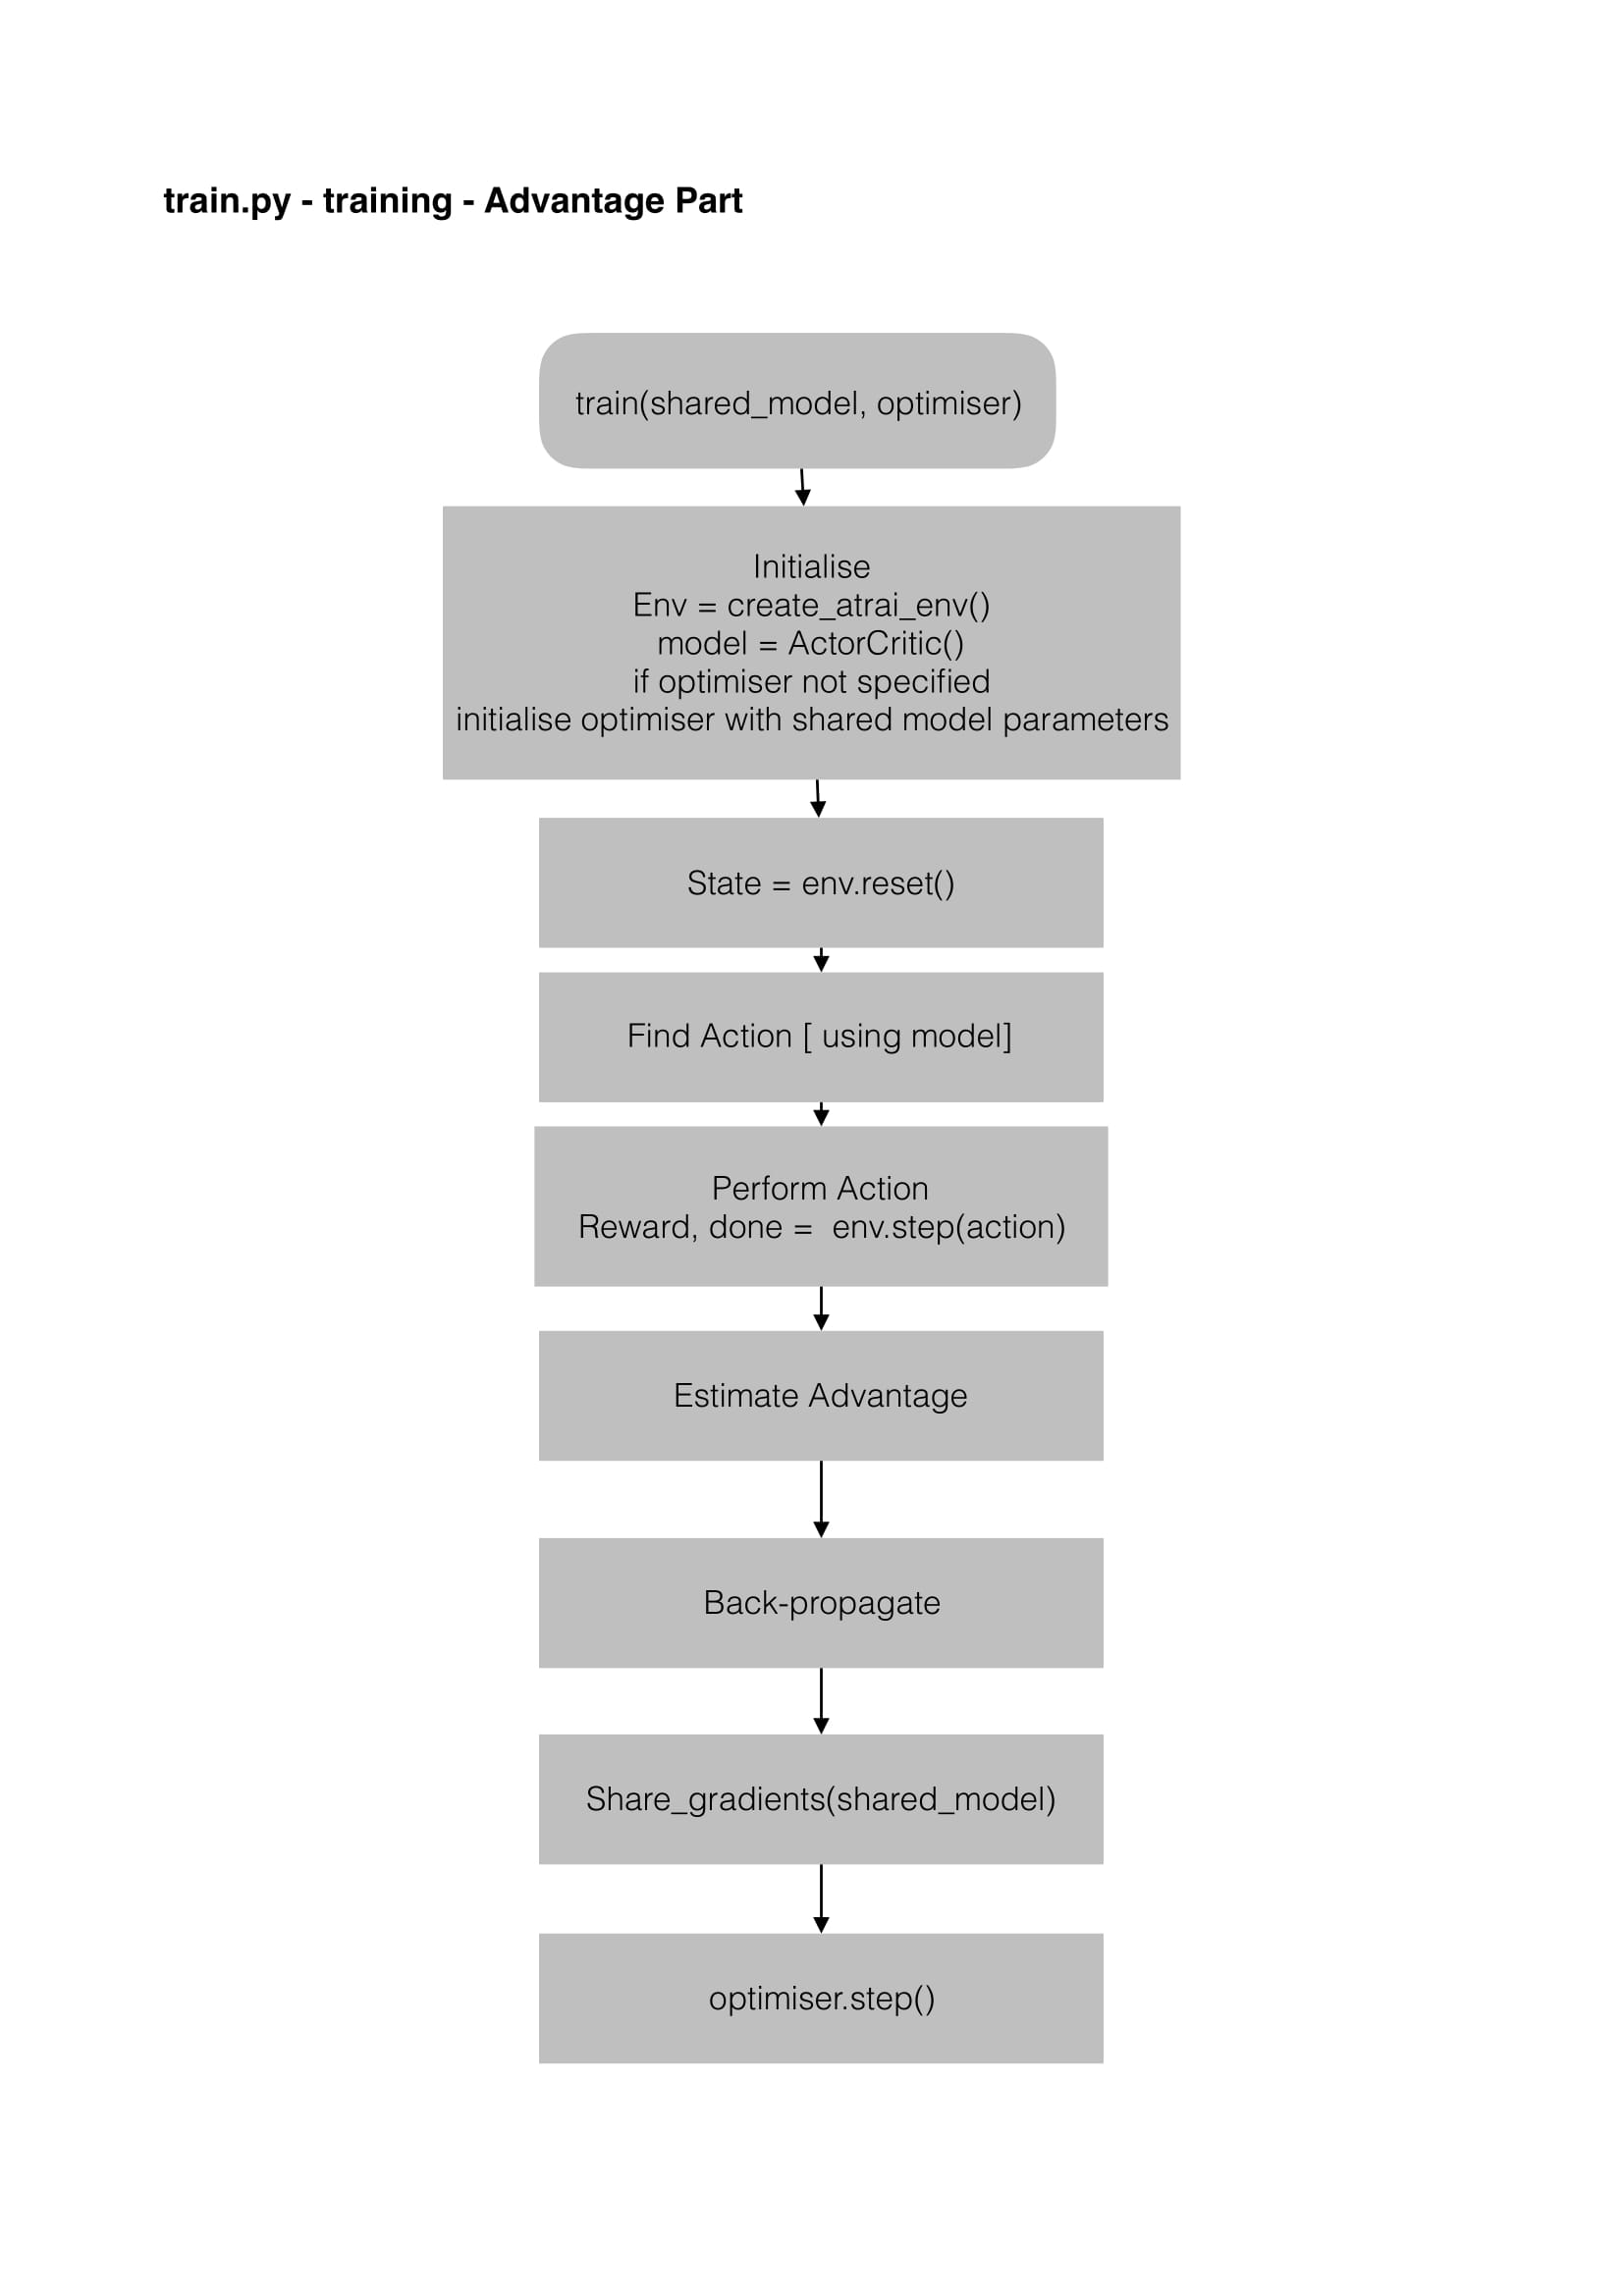 train.py - training - Advantage Part
train(shared_model, optimiser)
Initialise
Env = create_atrai_env()
model = ActorCritic()
if optimiser not specified
initialise optimiser with shared model parameters
State = env.reset()
Find Action [ using model]
Perform Action
Reward, done =  env.step(action)
Estimate Advantage
Back-propagate
Share_gradients(shared_model)
optimiser.step()